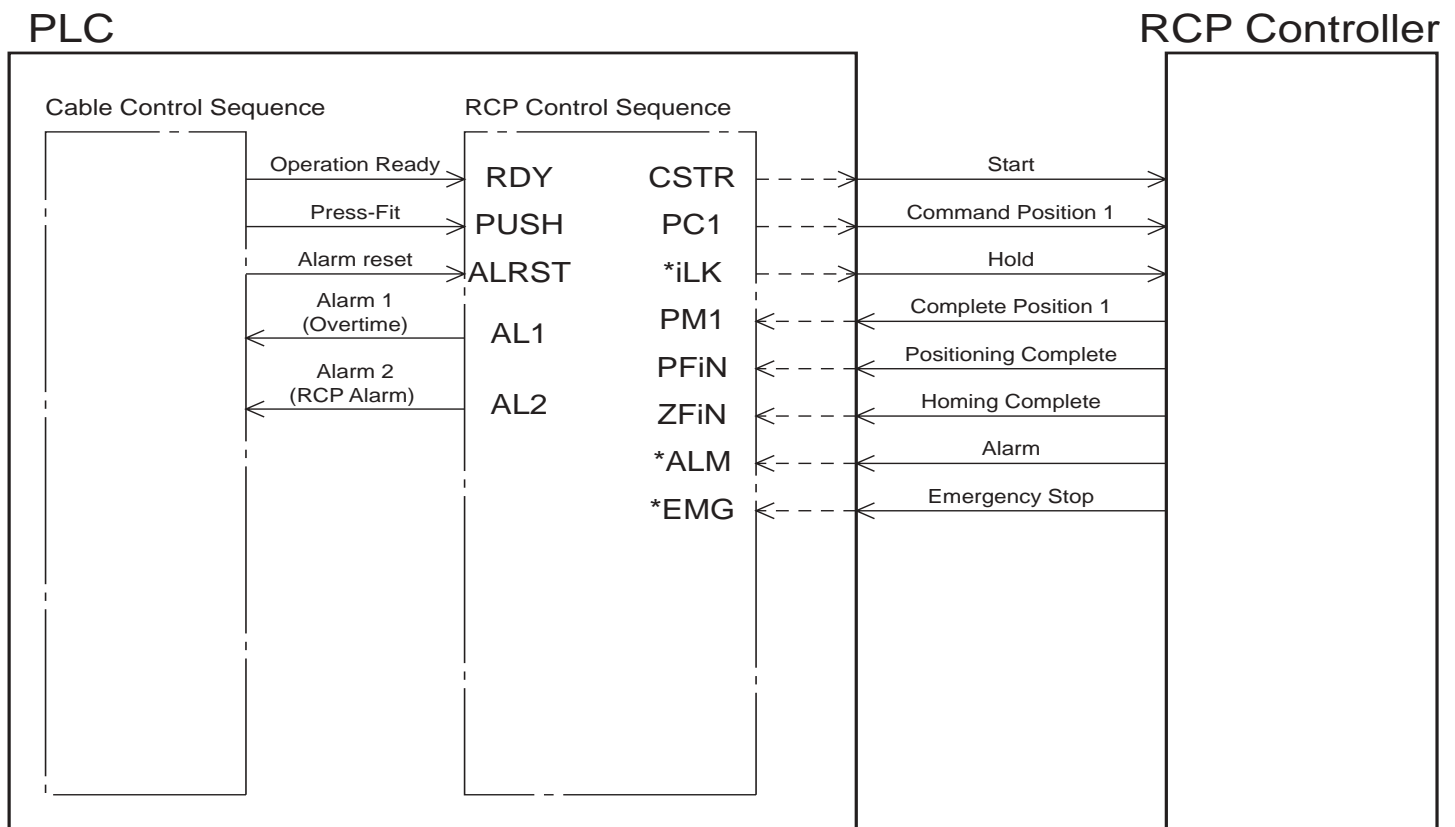 PLC
RCP Controller
Cable Control Sequence
RCP Control Sequence
Operation Ready
RDY
CSTR
Start
Press-Fit
PUSH
PC1
Command Position 1
Alarm reset
ALRST
*iLK
Hold
Alarm 1
(Overtime)
AL1
PM1
Complete Position 1
PFiN
Positioning Complete
Alarm 2
(RCP Alarm)
AL2
ZFiN
Homing Complete
*ALM
Alarm
*EMG
Emergency Stop